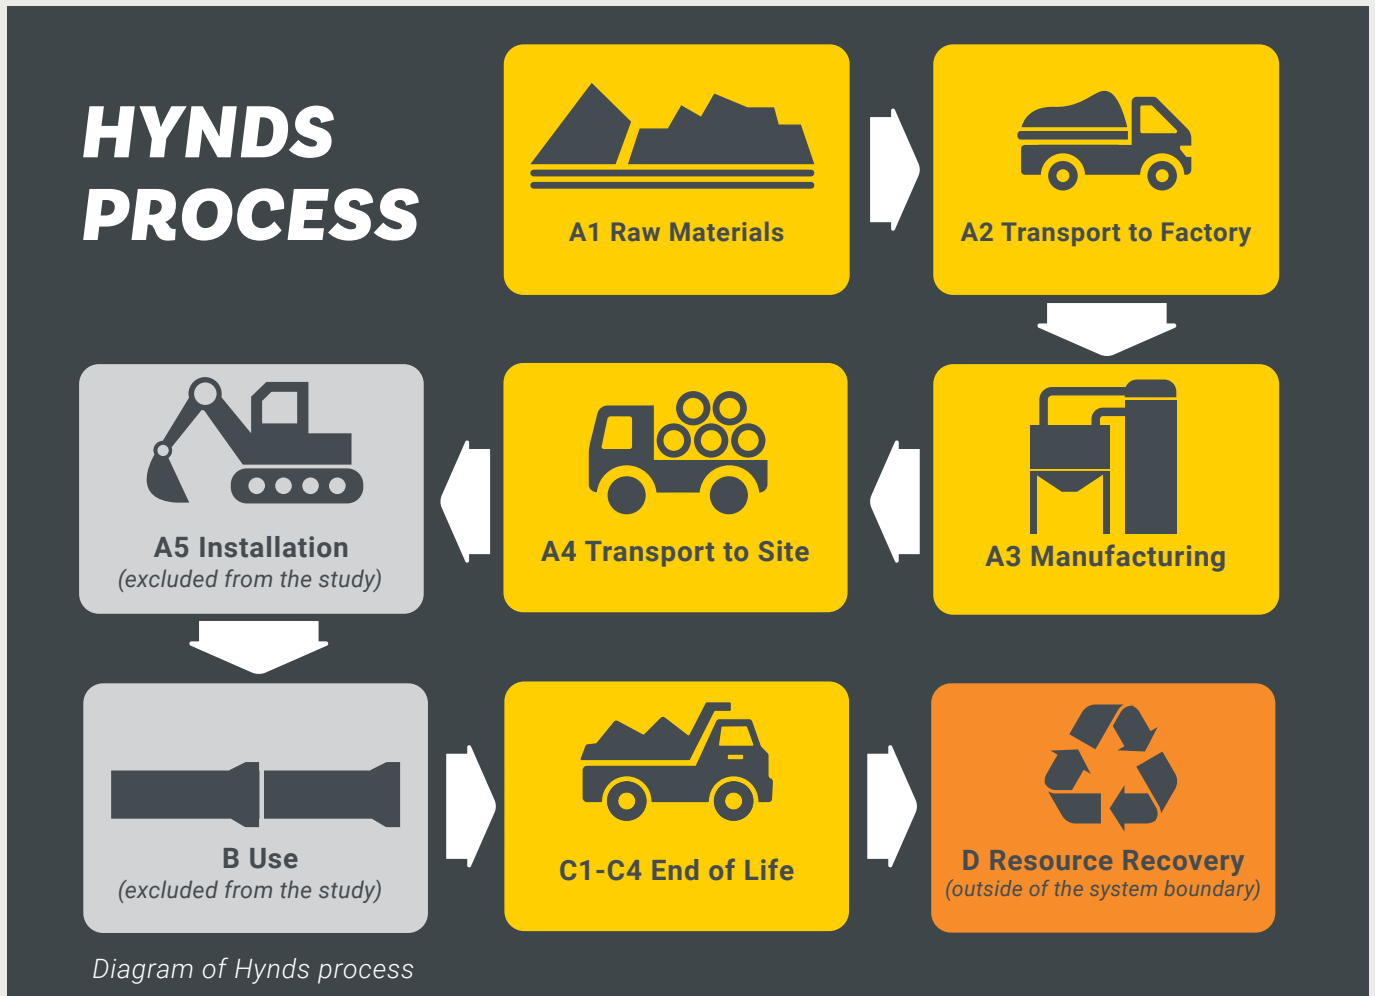 HYNDS
PROCESS
A1 Raw Materials
A2 Transport to Factory
A5 Installation
(excluded from the study)
A4 Transport to Site
A3 Manufacturing
B Use
(excluded from the study)
C1-C4 End of Life
D Resource Recovery
(outside of the system boundary)
Diagram of Hynds process